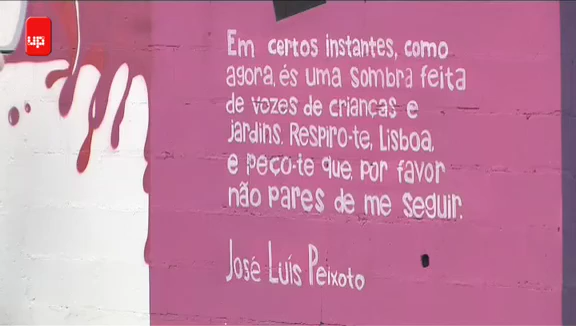 up
Em certos instantes, como
agora, és uma sombra feita
de vozes de crianças e
jardins. Respiro-te, Lisboa,
e peço-te que, por favor
não pares de me seguir.
José Luís Peixoto